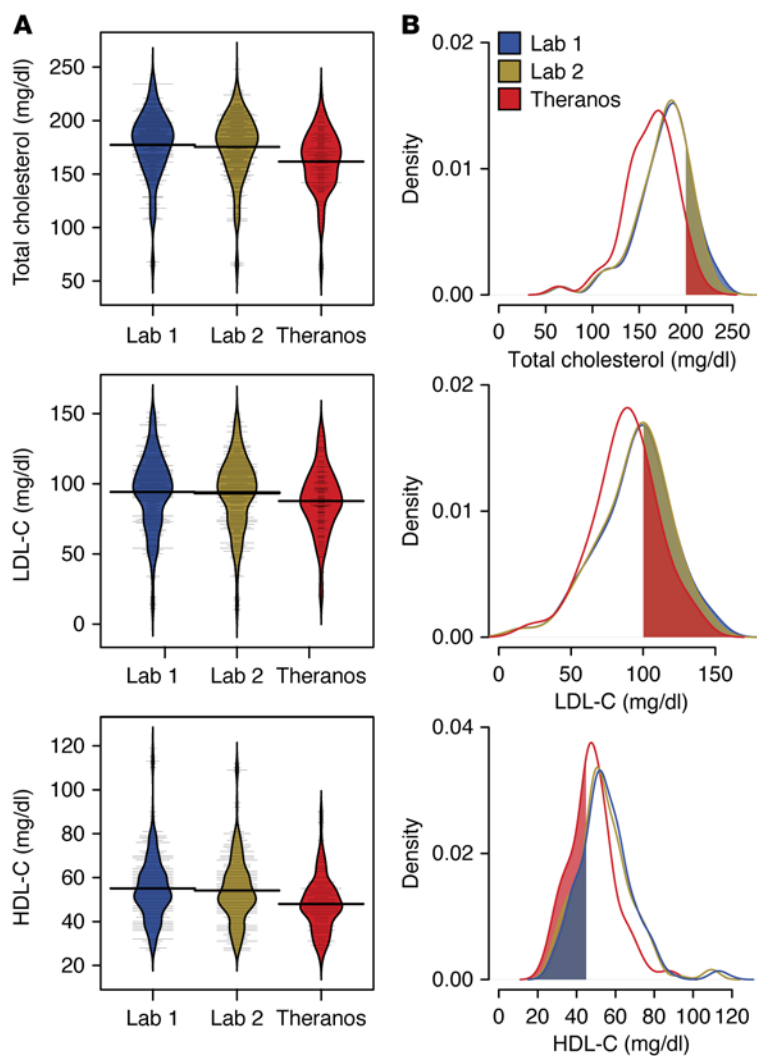 A
Total cholesterol (mg/dl)
250
200
150
100
50
Lab 1 Lab 2 Theranos
LDL-C (mg/dl)
150
100
50
0
Lab 1 Lab 2 Theranos
HDL-C (mg/dl)
120
100
80
60
40
20
Lab 1 Lab 2 Theranos
B
Lab 1
Lab 2
Theranos
Density
0.02
0.01
0.00
0 50 100 150 200 250
Total cholesterol (mg/dl)
Density
0.02
0.01
0.00
0 50 100 150
LDL-C (mg/dl)
Density
0.04
0.02
0.00
0 20 40 60 80 100 120
HDL-C (mg/dl)